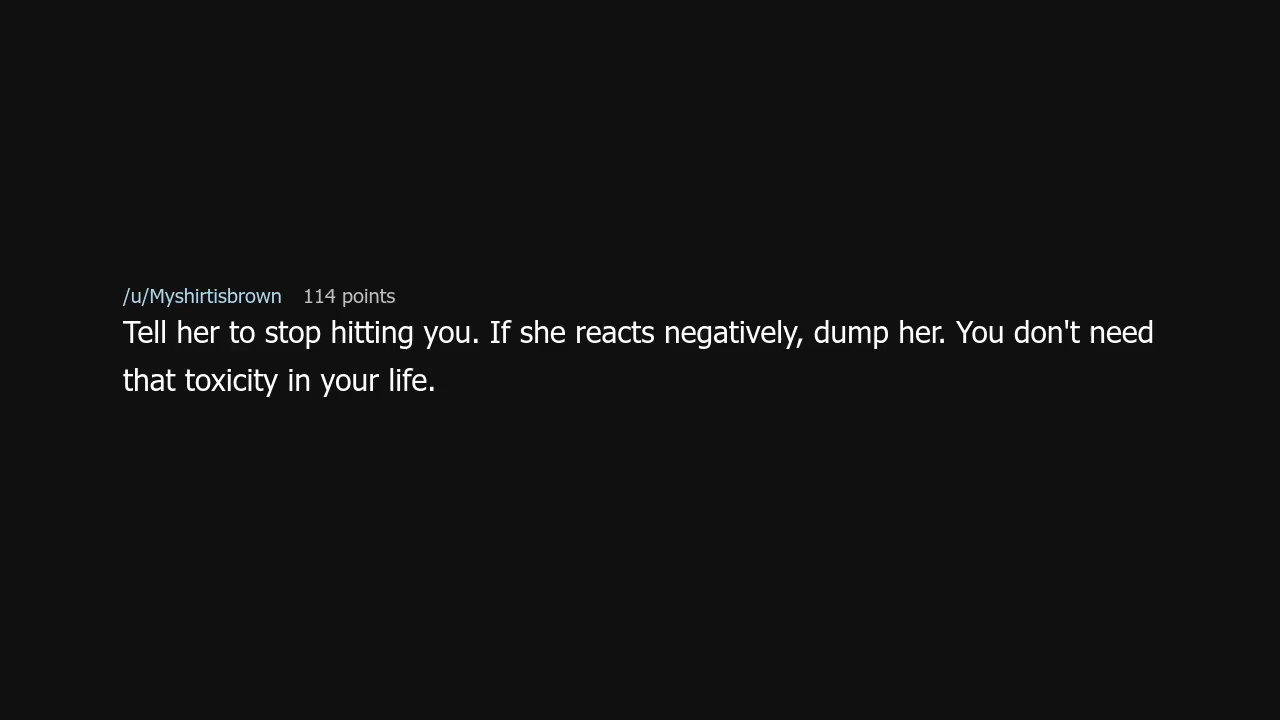 /u/Myshirtisbrown 114 points
Tell her to stop hitting you. If she reacts negatively, dump her. You don't need
that toxicity in your life.